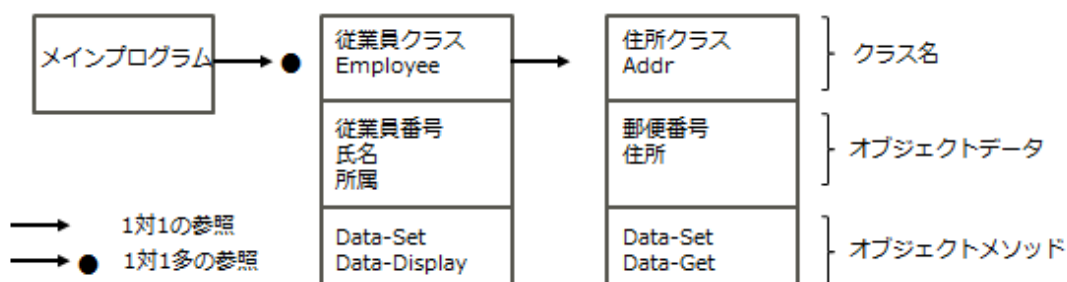 メインプログラム
従業員クラス
Employee
従業員番号
氏名
所属
Data-Set
Data-Display
住所クラス
Addr
郵便番号
住所
Data-Set
Data-Get
クラス名
オブジェクトデータ
オブジェクトメソッド
1対1の参照
1対1多の参照